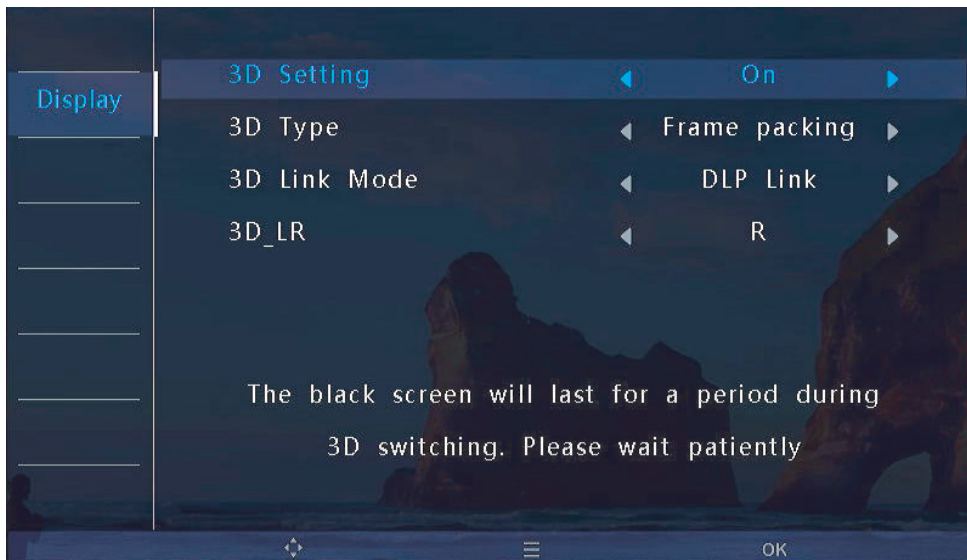 Display
3D Setting On
3D Type Frame packing
3D Link Mode DLP Link
3D_LR R
The black screen will last for a period during
3D switching. Please wait patiently
OK